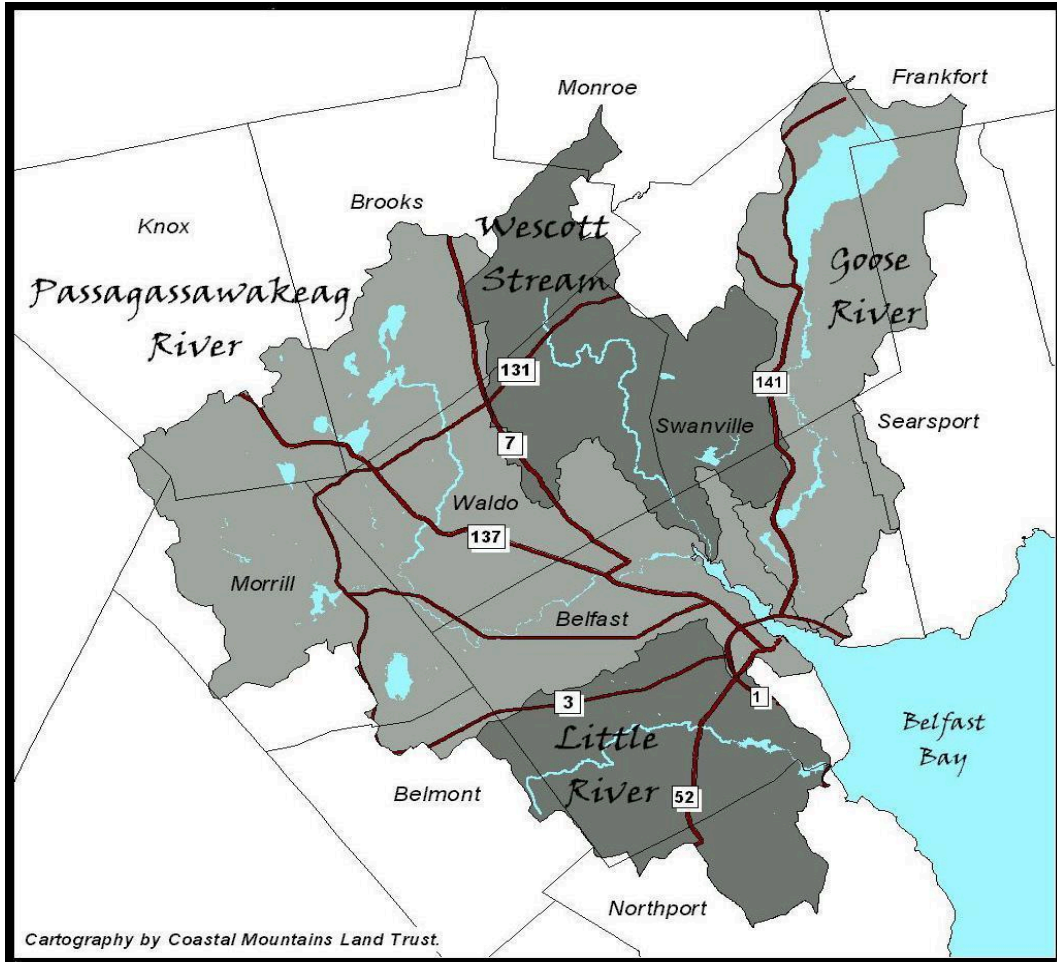 Monroe
Frankfort
Knox
Brooks
Wescott
Stream
Goose
River
Passagassawakeag
River
131
141
7
Swanville
Searsport
Waldo
137
Morrill
Belfast
3
1
Little
River
Belfast
Bay
Belmont
52
Northport
Cartography by Coastal Mountains Land Trust.